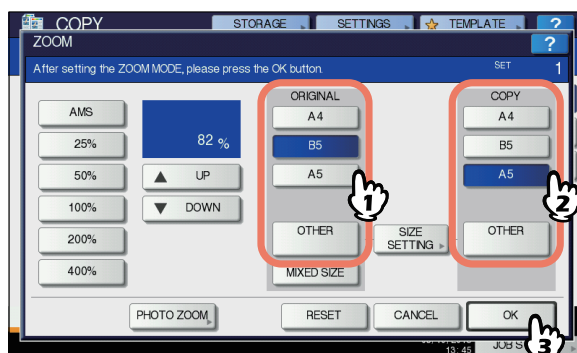 COPY
STORAGE
SETTINGS
TEMPLATE
?
ZOOM
?
After setting the ZOOM MODE, please press the OK button.
SET 1
AMS
25%
50%
100%
200%
400%
82 %
UP
DOWN
ORIGINAL
A4
B5
A5
OTHER
MIXED SIZE
1
SIZE
SETTING
COPY
A4
B5
A5
OTHER
2
PHOTO ZOOM
RESET
CANCEL
OK
3
13:45
JOB S